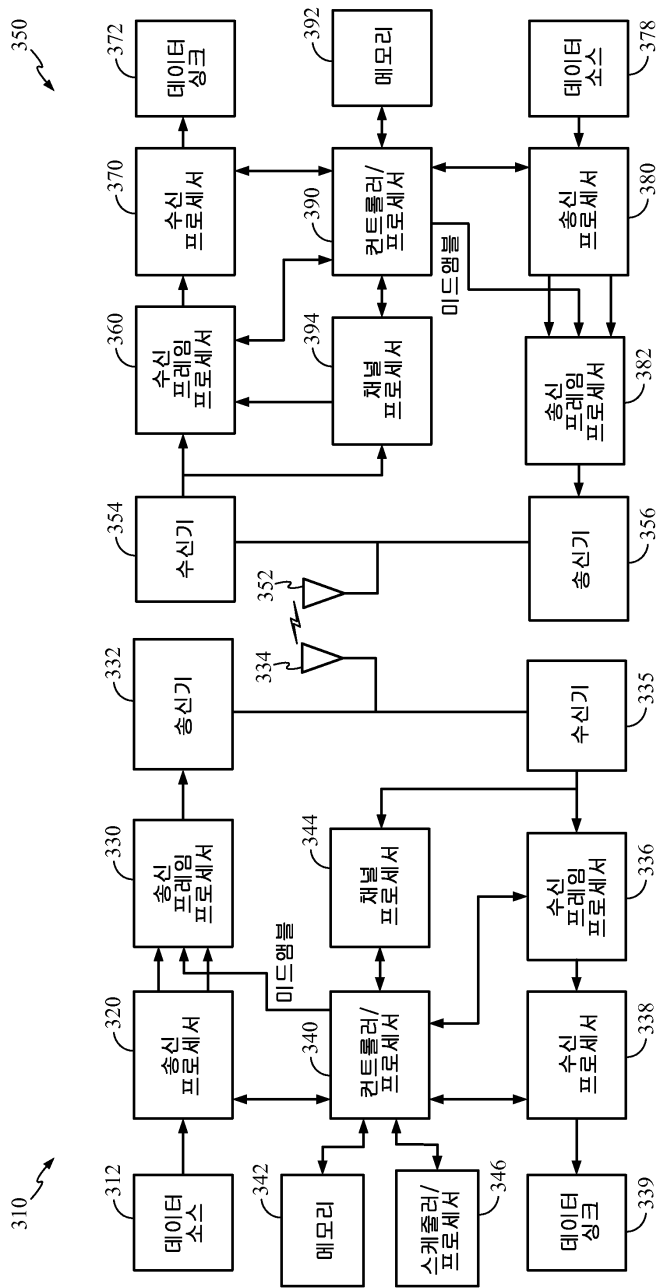 310
312
데이터
소스
320
송신
프로세서
330
송신
프레임
프로세서
332
송신기
342
메모리
340
컨트롤러/
프로세서
미드앰블
344
채널
프로세서
334
346
스케줄러/
프로세서
339
데이터
싱크
338
수신
프로세서
336
수신
프레임
프로세서
335
수신기
350
354
수신기
360
수신
프레임
프로세서
370
수신
프로세서
372
데이터
싱크
352
394
채널
프로세서
390
컨트롤러/
프로세서
392
메모리
미드앰블
356
송신기
382
송신
프레임
프로세서
380
송신
프로세서
378
데이터
소스